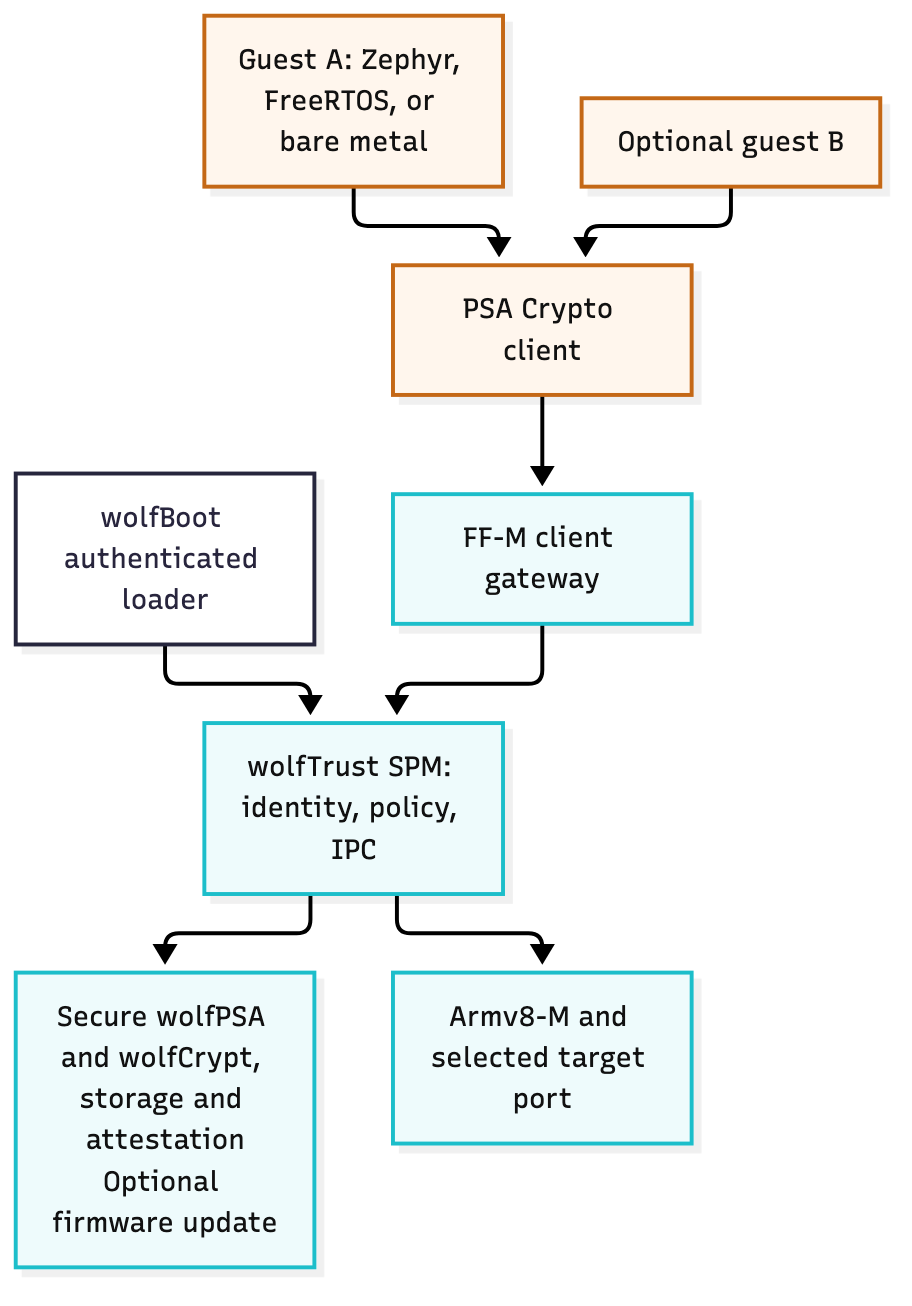 Guest A: Zephyr,
FreeRTOS, or
bare metal
Optional guest B
PSA Crypto
client
wolfBoot
authenticated
loader
FF-M client
gateway
wolfTrust SPM:
identity, policy,
IPC
Secure wolfPSA
and wolfCrypt,
storage and
attestation
Optional
firmware update
Armv8-M and
selected target
port